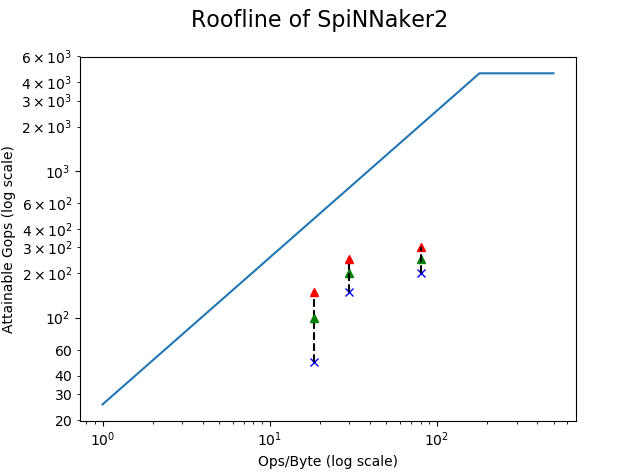 Roofline of SpiNNaker2
6 × 10³
4 × 10³
3 × 10³
2 × 10³
10³
6 × 10²
4 × 10²
3 × 10²
2 × 10²
10²
60
40
30
20
Attainable Gops (log scale)
10⁰ 10¹ 10²
Ops/Byte (log scale)